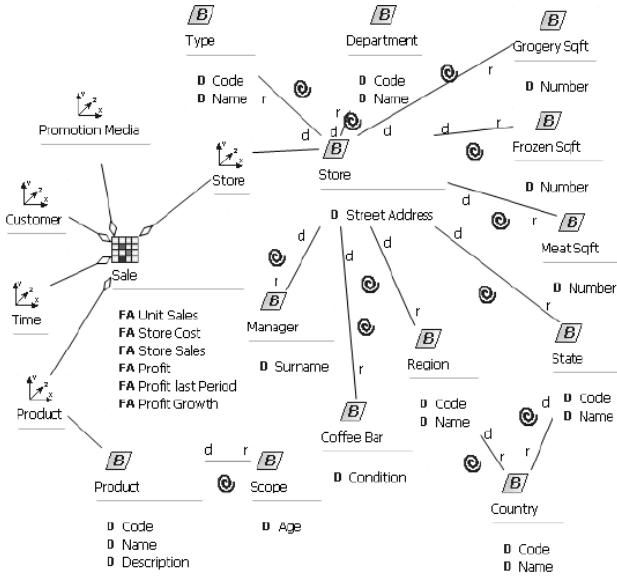 B
Type
D Code
D Name
B
Department
D Code
D Name
B
Grogery Sqft
D Number
Promotion Media
r
r
r
Customer
Store
d
d
d
d
r
B
Store
D Street Address
B
Frozen Sqft
D Number
d
r
B
Meat Sqft
D Number
Sale
FA Unit Sales
FA Store Cost
FA Store Sales
FA Profit
FA Profit last Period
FA Profit Growth
Time
d
d
d
d
r
B
Manager
D Surname
r
B
Region
D Code
D Name
r
B
State
D Code
D Name
Product
r
B
Coffee Bar
D Condition
B
Product
D Code
D Name
D Description
d
r
B
Scope
D Age
d
d
r
r
B
Country
D Code
D Name